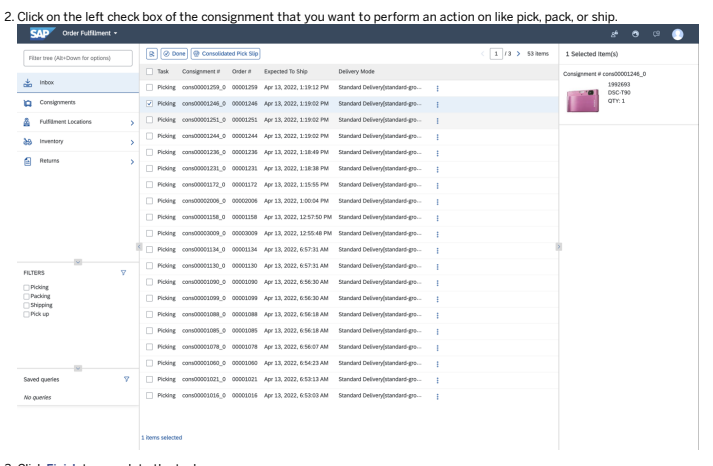 2. Click on the left check box of the consignment that you want to perform an action on like pick, pack, or ship.
SAP Order Fulfillment
Filter tree (Alt+Down for options)
Inbox
Consignments
Fulfillment Locations
Inventory
Returns
FILTERS
Picking
Packing
Shipping
Pick up
Saved queries
No queries
Done Consolidated Pick Slip 1 / 3 53 items
Task Consignment # Order # Expected To Ship Delivery Mode
Picking cons00001259_0 00001259 Apr 13, 2022, 1:19:12 PM Standard Delivery[standard-gro...
Picking cons00001246_0 00001246 Apr 13, 2022, 1:19:02 PM Standard Delivery[standard-gro...
Picking cons00001251_0 00001251 Apr 13, 2022, 1:19:02 PM Standard Delivery[standard-gro...
Picking cons00001244_0 00001244 Apr 13, 2022, 1:19:02 PM Standard Delivery[standard-gro...
Picking cons00001236_0 00001236 Apr 13, 2022, 1:18:49 PM Standard Delivery[standard-gro...
Picking cons00001231_0 00001231 Apr 13, 2022, 1:18:38 PM Standard Delivery[standard-gro...
Picking cons00001172_0 00001172 Apr 13, 2022, 1:15:55 PM Standard Delivery[standard-gro...
Picking cons00002006_0 00002006 Apr 13, 2022, 1:00:04 PM Standard Delivery[standard-gro...
Picking cons00001158_0 00001158 Apr 13, 2022, 12:57:50 PM Standard Delivery[standard-gro...
Picking cons00003009_0 00003009 Apr 13, 2022, 12:55:48 PM Standard Delivery[standard-gro...
Picking cons00001134_0 00001134 Apr 13, 2022, 6:57:31 AM Standard Delivery[standard-gro...
Picking cons00001130_0 00001130 Apr 13, 2022, 6:57:31 AM Standard Delivery[standard-gro...
Picking cons00001090_0 00001090 Apr 13, 2022, 6:56:30 AM Standard Delivery[standard-gro...
Picking cons00001099_0 00001099 Apr 13, 2022, 6:56:30 AM Standard Delivery[standard-gro...
Picking cons00001088_0 00001088 Apr 13, 2022, 6:56:18 AM Standard Delivery[standard-gro...
Picking cons00001085_0 00001085 Apr 13, 2022, 6:56:18 AM Standard Delivery[standard-gro...
Picking cons00001078_0 00001078 Apr 13, 2022, 6:56:07 AM Standard Delivery[standard-gro...
Picking cons00001060_0 00001060 Apr 13, 2022, 6:54:23 AM Standard Delivery[standard-gro...
Picking cons00001021_0 00001021 Apr 13, 2022, 6:53:13 AM Standard Delivery[standard-gro...
Picking cons00001016_0 00001016 Apr 13, 2022, 6:53:03 AM Standard Delivery[standard-gro...
1 items selected
1 Selected Item(s)
Consignment # cons00001246_0
1992693
DSC-T90
QTY: 1